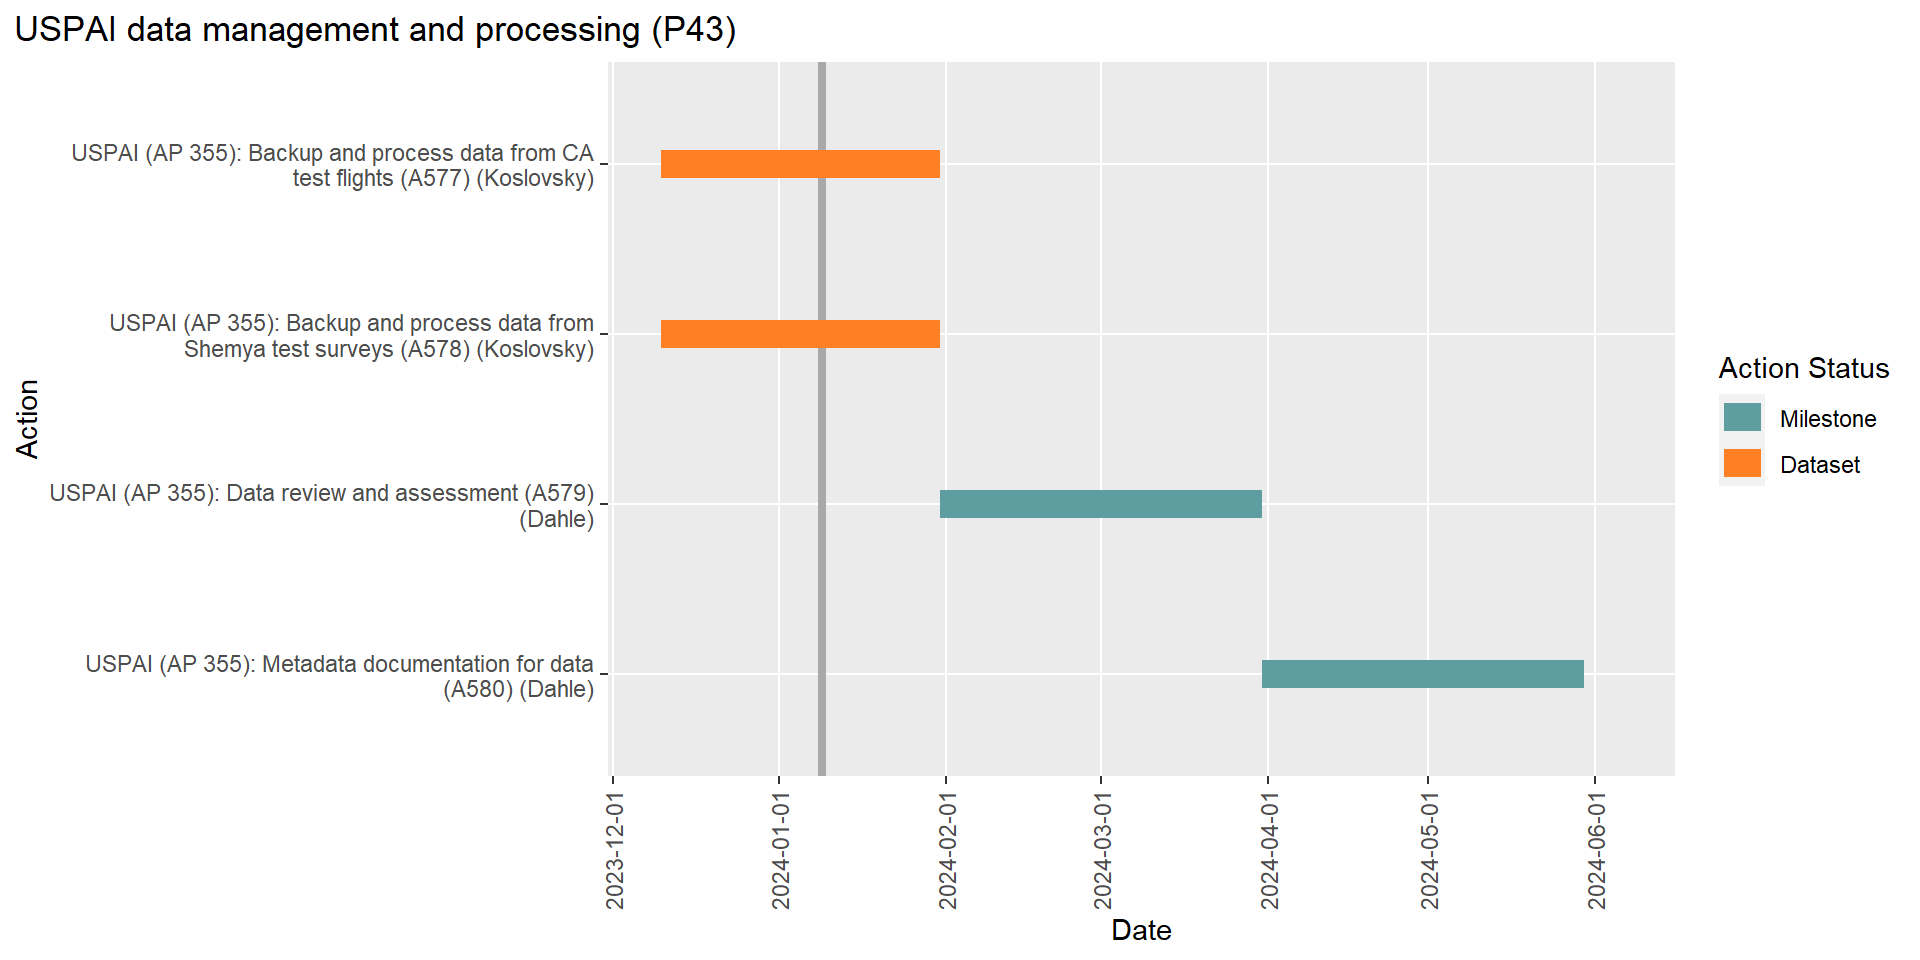 USPAI data management and processing (P43)
USPAI (AP 355): Backup and process data from CA
test flights (A577) (Koslovsky)
USPAI (AP 355): Backup and process data from
Shemya test surveys (A578) (Koslovsky)
USPAI (AP 355): Data review and assessment (A579)
(Dahle)
USPAI (AP 355): Metadata documentation for data
(A580) (Dahle)
Action
2023-12-01
2024-01-01
2024-02-01
2024-03-01
2024-04-01
2024-05-01
2024-06-01
Date
Action Status
Milestone
Dataset